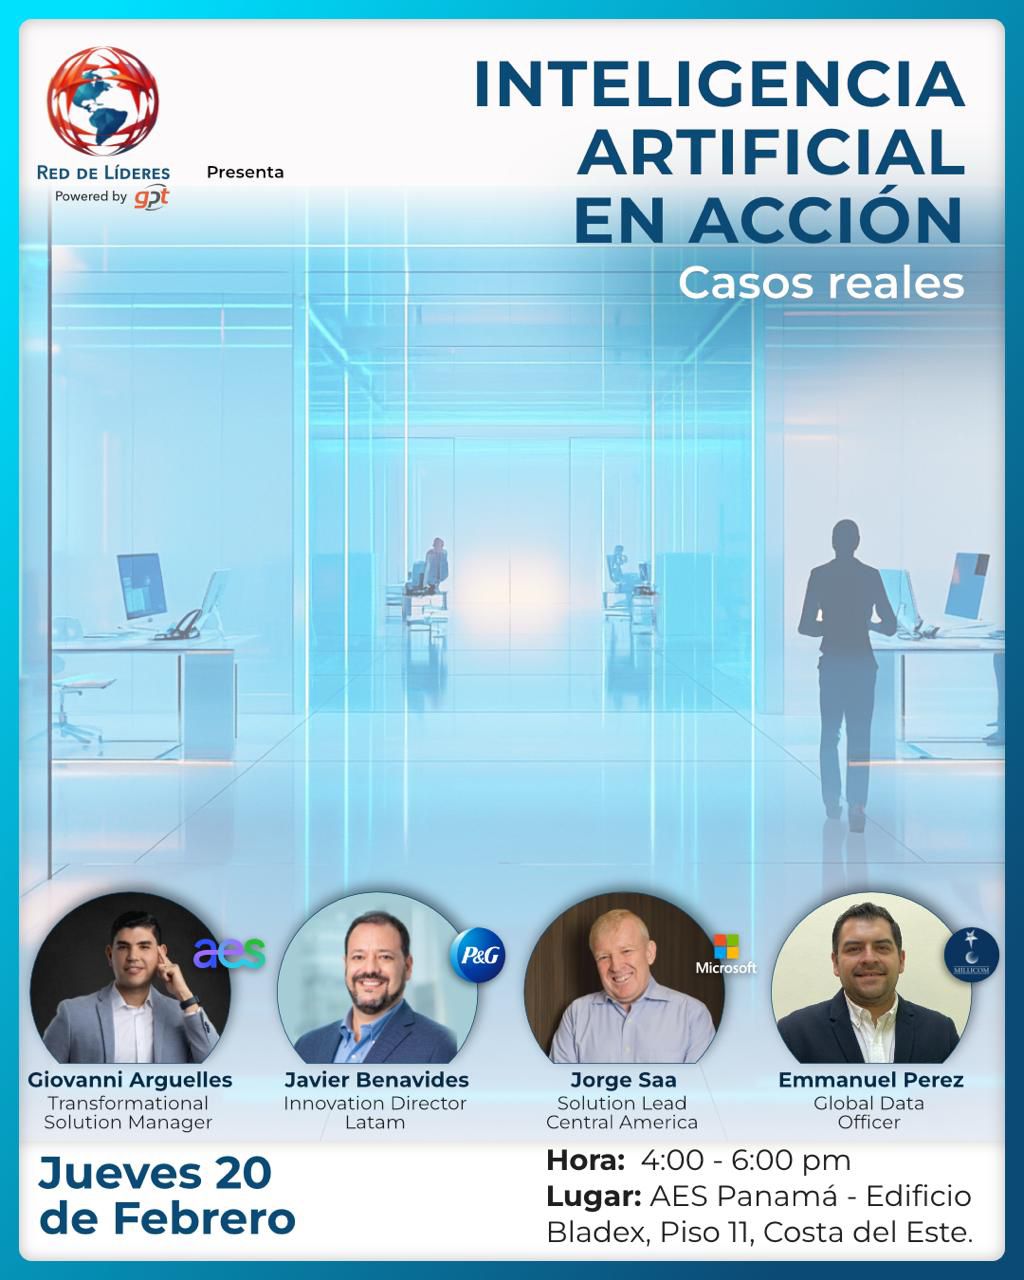 RED DE LÍDERES
Powered by gpt
Presenta
INTELIGENCIA
ARTIFICIAL
EN ACCIÓN
Casos reales
aes
P&G
Microsoft
MILLICOM
Giovanni Arguelles
Transformational
Solution Manager
Javier Benavides
Innovation Director
Latam
Jorge Saa
Solution Lead
Central America
Emmanuel Perez
Global Data
Officer
Jueves 20
de Febrero
Hora: 4:00 - 6:00 pm
Lugar: AES Panamá - Edificio
Bladex, Piso 11, Costa del Este.